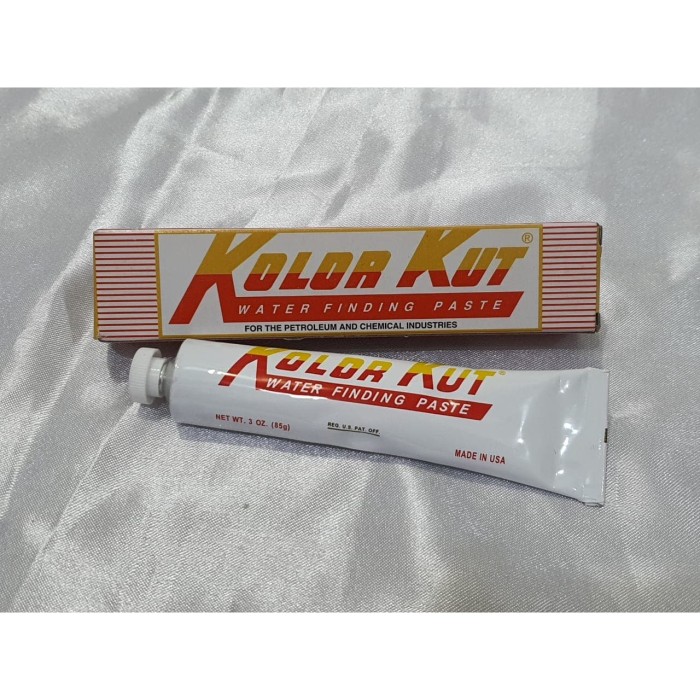 KOLOR KUT®
WATER FINDING PASTE
FOR THE PETROLEUM AND CHEMICAL INDUSTRIES
KOLOR KUT®
WATER FINDING PASTE
NET WT. 3 OZ. (85g)
REG. U.S. PAT. OFF.
MADE IN USA